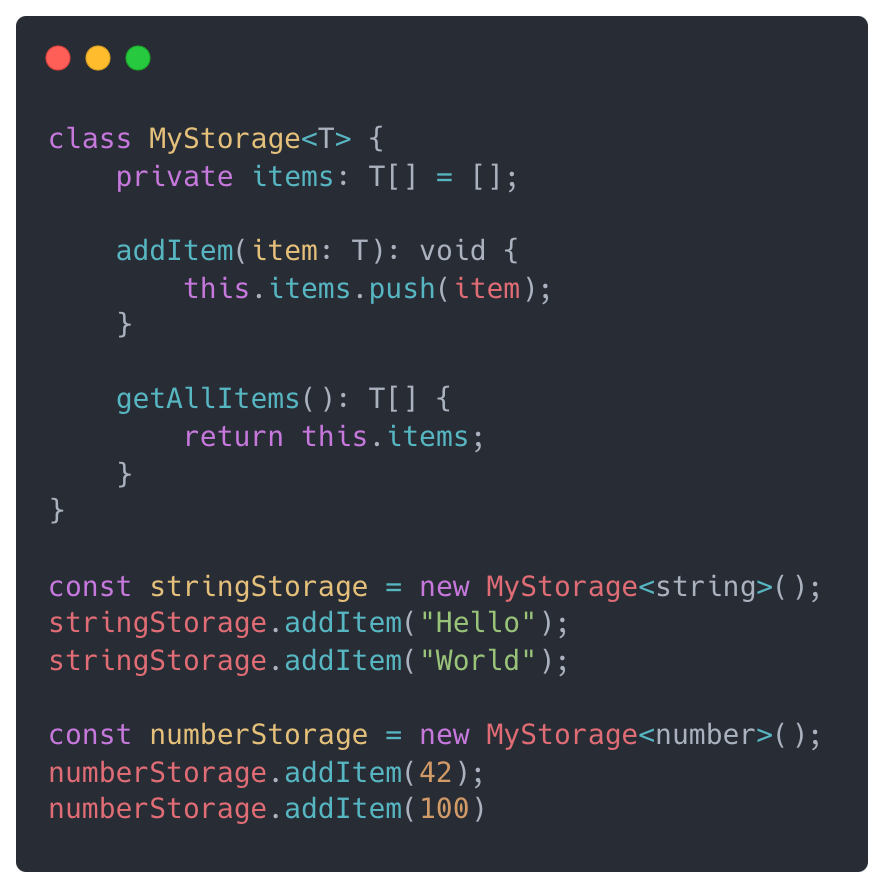 class MyStorage<T> {
    private items: T[] = [];

    addItem(item: T): void {
        this.items.push(item);
    }

    getAllItems(): T[] {
        return this.items;
    }
}

const stringStorage = new MyStorage<string>();
stringStorage.addItem("Hello");
stringStorage.addItem("World");

const numberStorage = new MyStorage<number>();
numberStorage.addItem(42);
numberStorage.addItem(100)